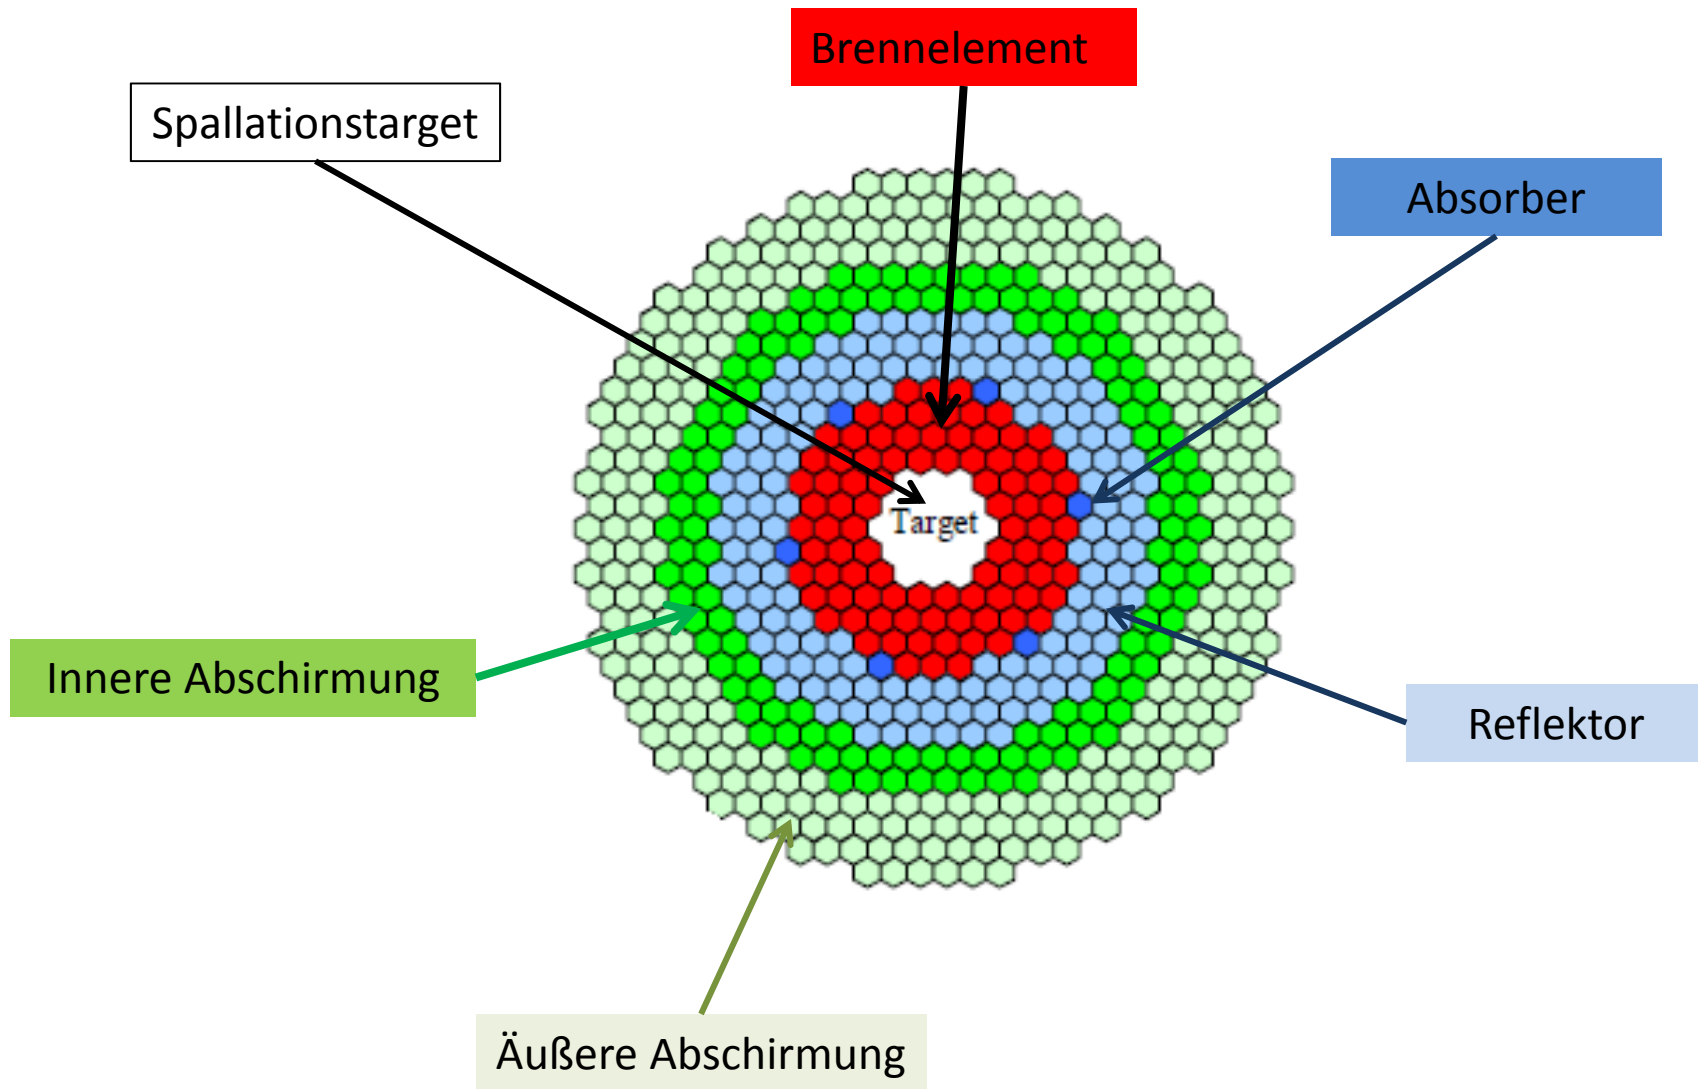 Brennelement
Spallationstarget
Absorber
Target
Innere Abschirmung
Reflektor
Äußere Abschirmung